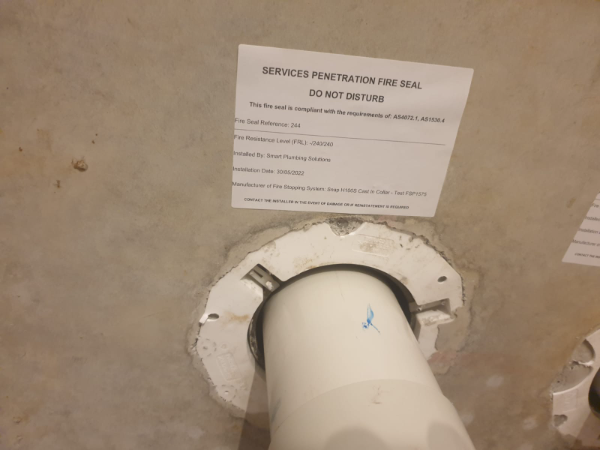 SERVICES PENETRATION FIRE SEAL
DO NOT DISTURB
This fire seal is compliant with the requirements of: AS4072.1, AS1530.4
Fire Seal Reference: 244
Fire Resistance Level (FRL): -/240/240
Installed By: Smart Plumbing Solutions
Installation Date: 30/05/2022
Manufacturer of Fire Stopping System: Snap H100S Cast in Collar - Test FSP1575
CONTACT THE INSTALLER IN THE EVENT OF DAMAGE OR IF REINSTATEMENT IS REQUIRED